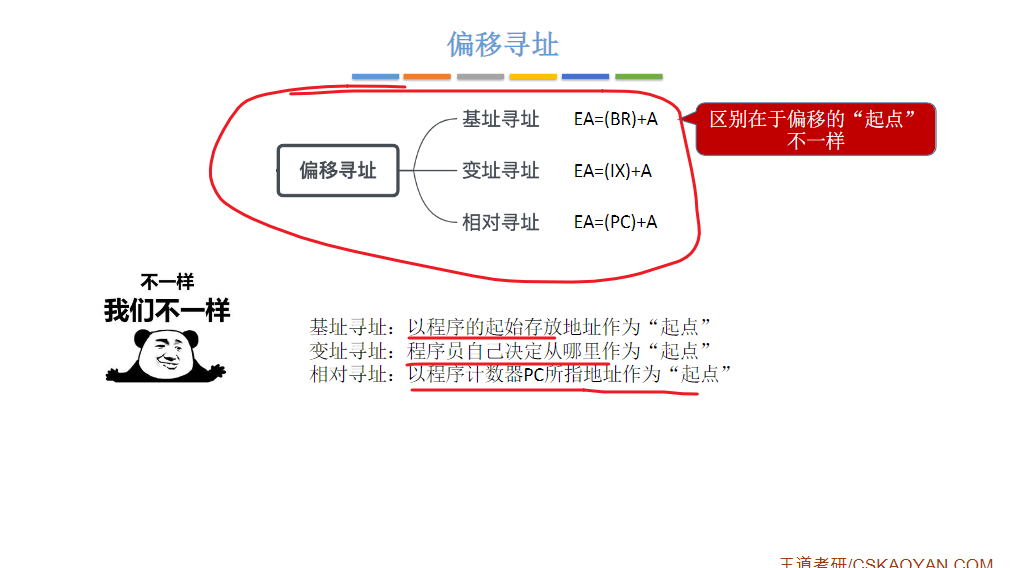 偏移寻址
偏移寻址
基址寻址 EA=(BR)+A
变址寻址 EA=(IX)+A
相对寻址 EA=(PC)+A
区别在于偏移的“起点”
不一样
不一样
我们不一样
基址寻址：以程序的起始存放地址作为“起点”
变址寻址：程序员自己决定从哪里作为“起点”
相对寻址：以程序计数器PC所指地址作为“起点”
王道考研/CSKAOYAN.COM